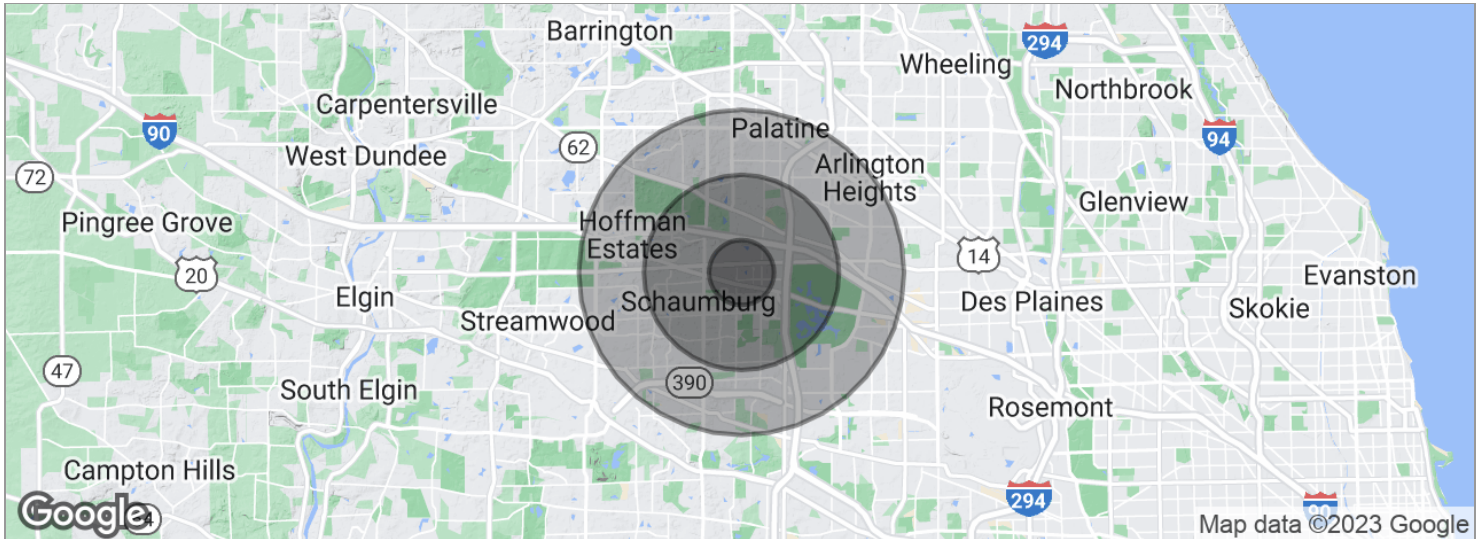 Barrington
294
Wheeling
Northbrook
Carpentersville
90
62
Palatine
94
West Dundee
Arlington
Heights
72
Glenview
Pingree Grove
Hoffman
Estates
14
20
Evanston
Elgin
Schaumburg
Des Plaines
Skokie
Streamwood
47
390
South Elgin
Rosemont
Campton Hills
294
90
Google
Map data ©2023 Google